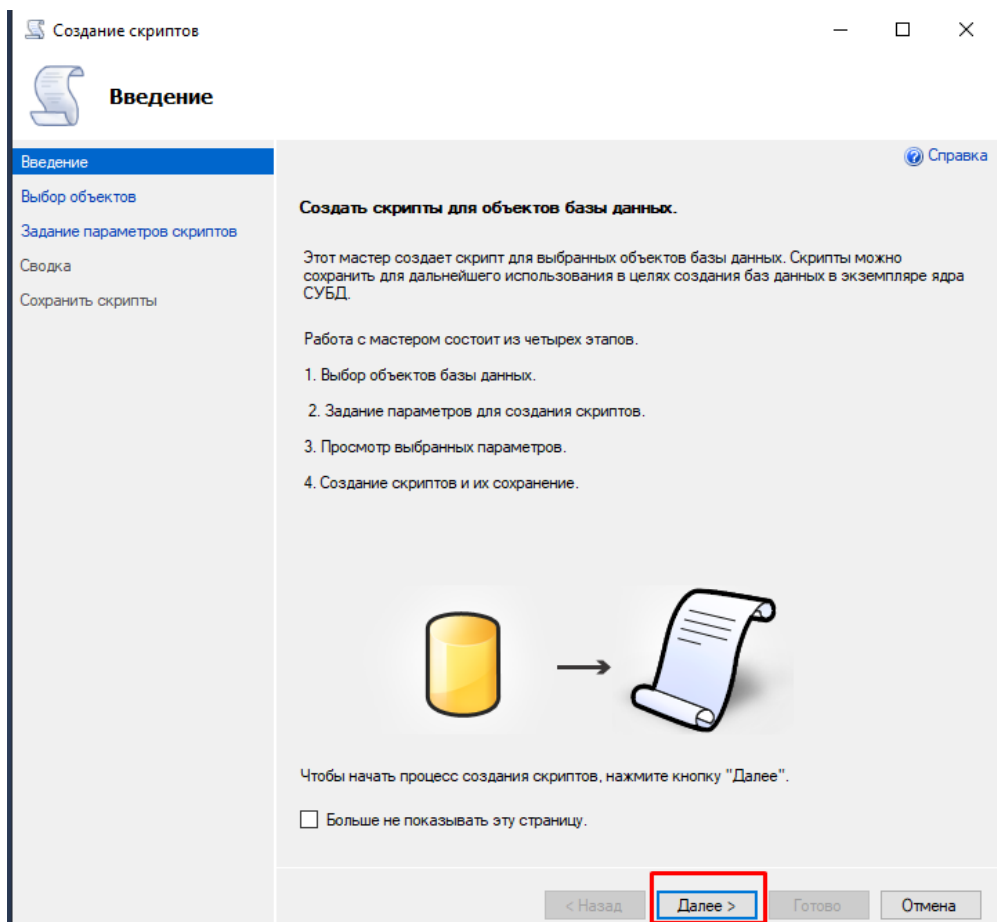 Создание скриптов
Введение
Введение
Выбор объектов
Задание параметров скриптов
Сводка
Сохранить скрипты
Справка
Создать скрипты для объектов базы данных.
Этот мастер создает скрипт для выбранных объектов базы данных. Скрипты можно
сохранить для дальнейшего использования в целях создания баз данных в экземпляре ядра
СУБД.
Работа с мастером состоит из четырех этапов.
1. Выбор объектов базы данных.
2. Задание параметров для создания скриптов.
3. Просмотр выбранных параметров.
4. Создание скриптов и их сохранение.
Чтобы начать процесс создания скриптов, нажмите кнопку "Далее".
Больше не показывать эту страницу.
< Назад
Далее >
Готово
Отмена